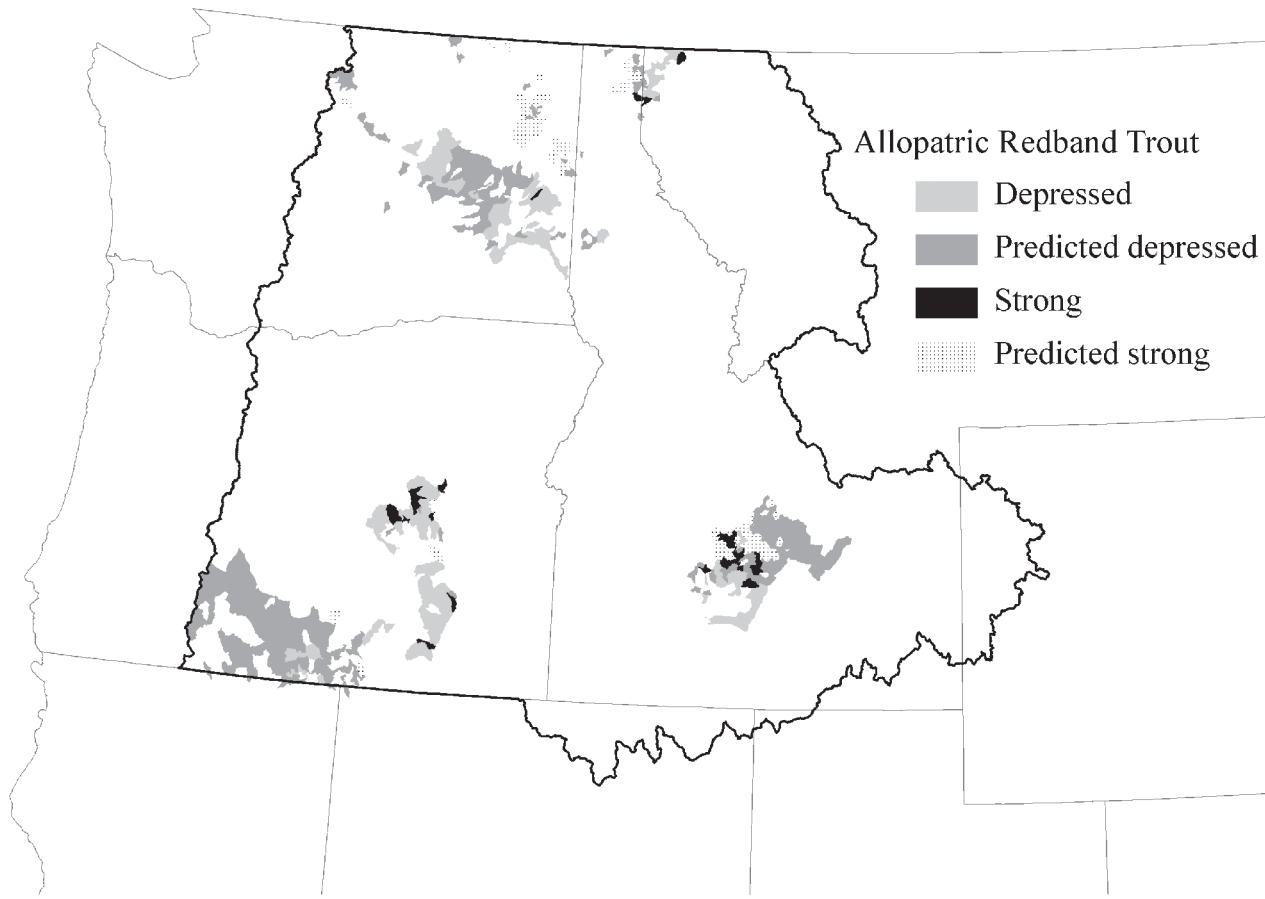 Allopatric Redband Trout
Depressed
Predicted depressed
Strong
Predicted strong